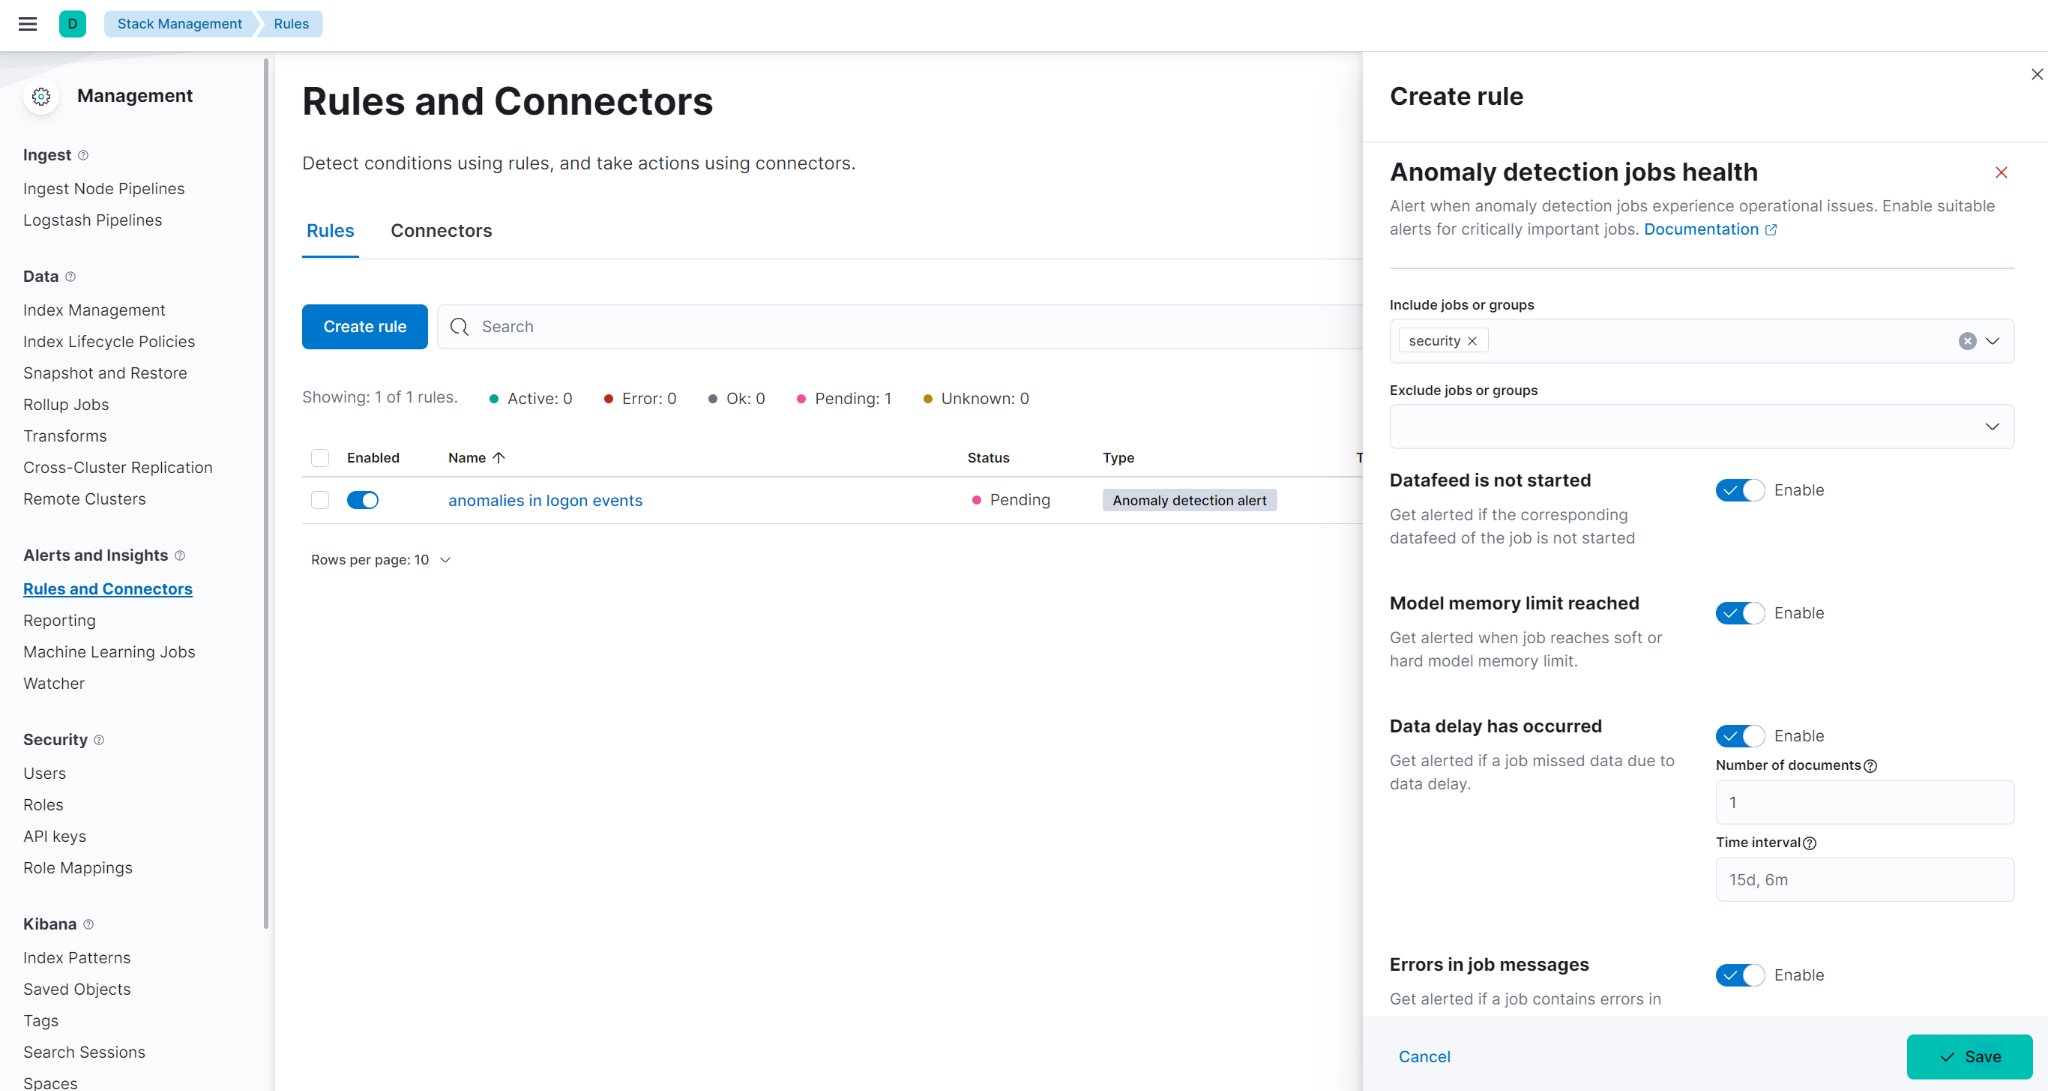 D
Stack Management
Rules
Management
Ingest
Ingest Node Pipelines
Logstash Pipelines
Data
Index Management
Index Lifecycle Policies
Snapshot and Restore
Rollup Jobs
Transforms
Cross-Cluster Replication
Remote Clusters
Alerts and Insights
Rules and Connectors
Reporting
Machine Learning Jobs
Watcher
Security
Users
Roles
API keys
Role Mappings
Kibana
Index Patterns
Saved Objects
Tags
Search Sessions
Spaces
Rules and Connectors
Detect conditions using rules, and take actions using connectors.
Rules
Connectors
Create rule
Search
Showing: 1 of 1 rules.
Active: 0
Error: 0
Ok: 0
Pending: 1
Unknown: 0
Enabled
Name
Status
Type
T
anomalies in logon events
Pending
Anomaly detection alert
Rows per page: 10
Create rule
Anomaly detection jobs health
Alert when anomaly detection jobs experience operational issues. Enable suitable
alerts for critically important jobs. Documentation
Include jobs or groups
security
Exclude jobs or groups
Datafeed is not started
Get alerted if the corresponding
datafeed of the job is not started
Enable
Model memory limit reached
Get alerted when job reaches soft or
hard model memory limit.
Enable
Data delay has occurred
Get alerted if a job missed data due to
data delay.
Enable
Number of documents
1
Time interval
15d, 6m
Errors in job messages
Get alerted if a job contains errors in
Enable
Cancel
Save